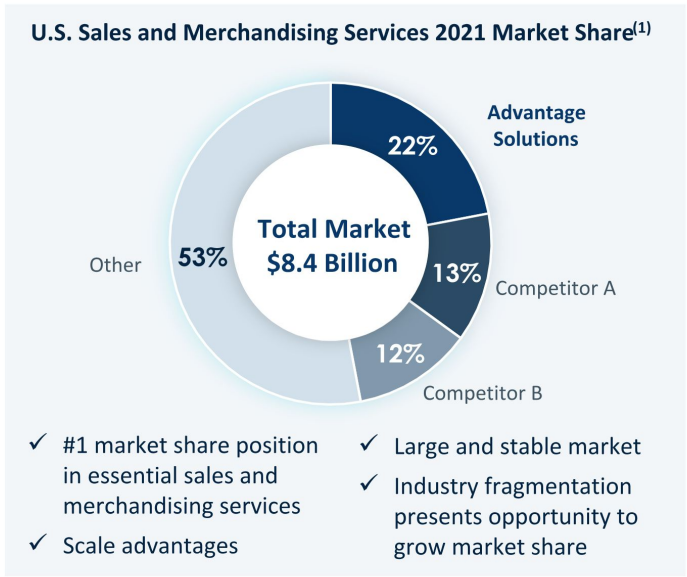 U.S. Sales and Merchandising Services 2021 Market Share(1)
Advantage
Solutions
22%
Total Market
$8.4 Billion
53%
Other
13%
Competitor A
12%
Competitor B
✓ #1 market share position
in essential sales and
merchandising services
✓ Scale advantages
✓ Large and stable market
✓ Industry fragmentation
presents opportunity to
grow market share